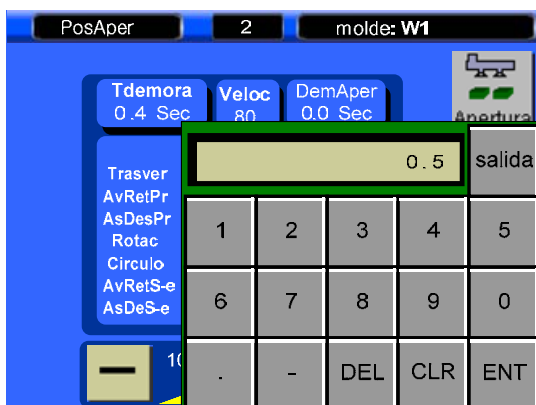 PosAper 2 molde: W1
Tdemora Veloc DemAper
0.4 Sec 80 0.0 Sec
Apertura
0.5 salida
Trasver
AvRetPr
AsDesPr
Rotac
Circulo
AvRetS-e
AsDeS-e
1 2 3 4 5
6 7 8 9 0
. - DEL CLR ENT